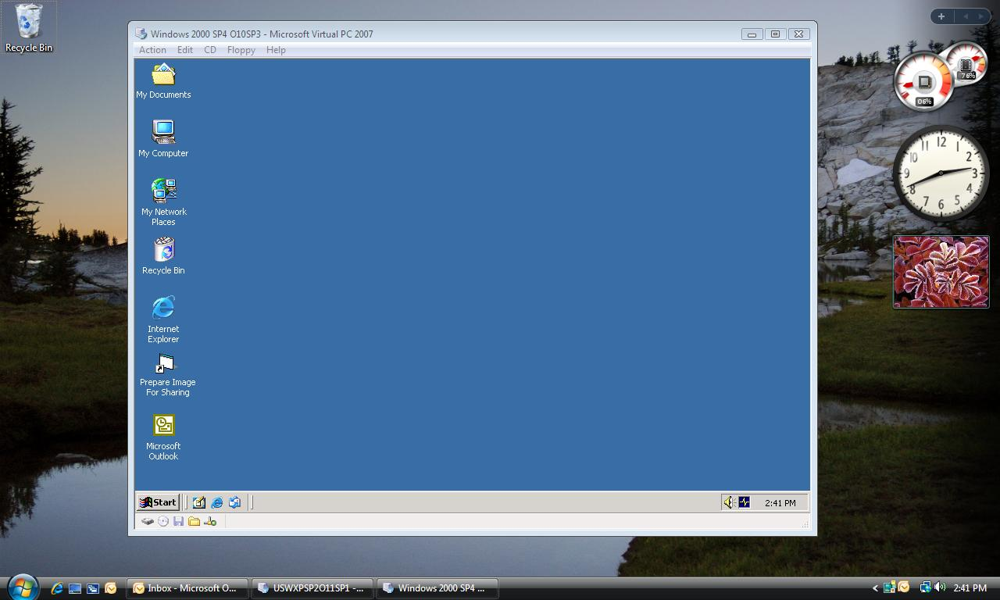 Recycle Bin
Windows 2000 SP4 O10SP3 - Microsoft Virtual PC 2007
Action Edit CD Floppy Help
My Documents
My Computer
My Network
Places
Recycle Bin
Internet
Explorer
Prepare Image
For Sharing
Microsoft
Outlook
Start
2:41 PM
76%
06%
12
1
2
3
4
5
6
7
8
9
10
11
Inbox - Microsoft O...
USWXPSP2O11SP1 -...
Windows 2000 SP4 ...
2:41 PM